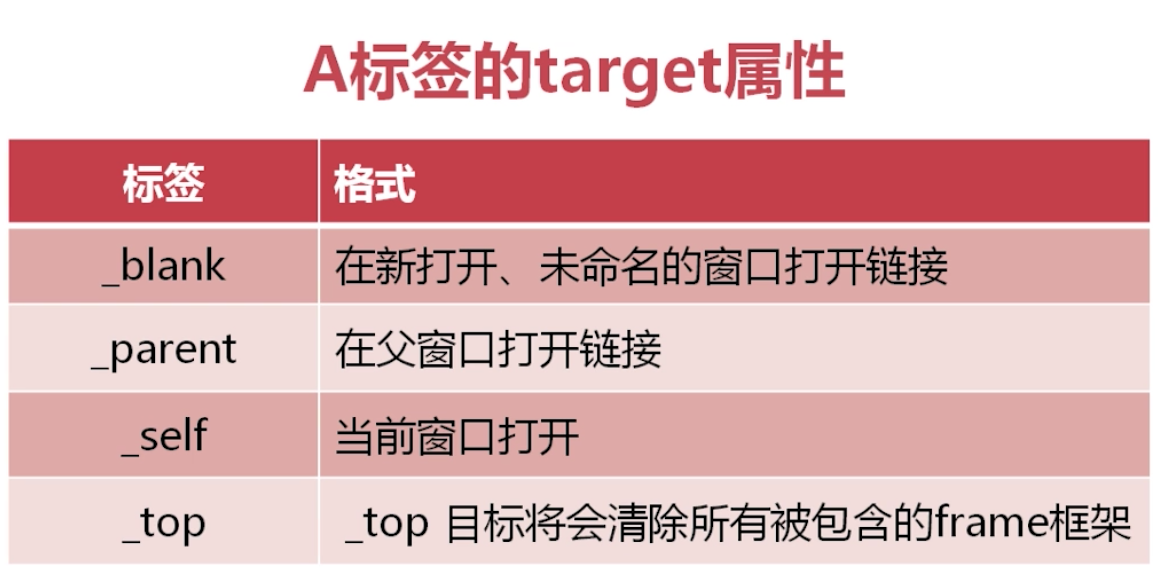 A标签的target属性
标签 格式
_blank 在新打开、未命名的窗口打开链接
_parent 在父窗口打开链接
_self 当前窗口打开
_top _top 目标将会清除所有被包含的frame框架